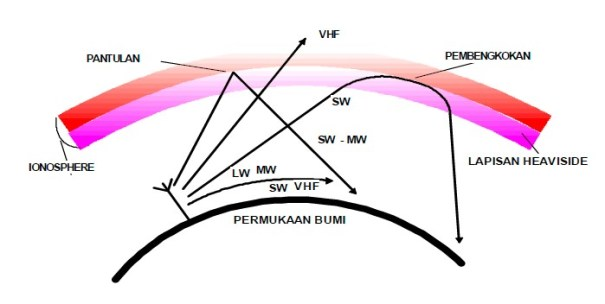 VHF
PANTULAN
PEMBENGKOKAN
SW
SW - MW
IONOSPHERE
LAPISAN HEAVISIDE
LW MW
SW VHF
PERMUKAAN BUMI